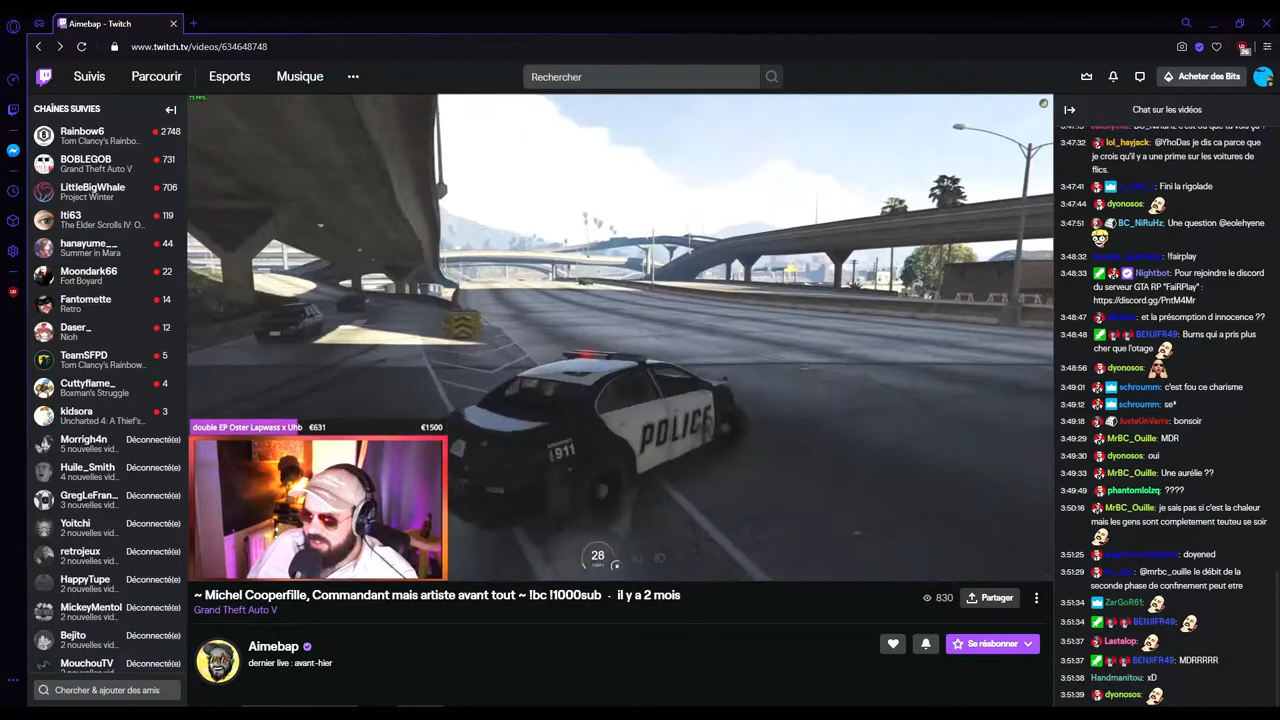 Aimebap - Twitch
www.twitch.tv/videos/634648748
26
Suivis
Parcourir
Esports
Musique
Rechercher
Acheter des Bits
CHAÎNES SUIVIES
Rainbow6
2748
Tom Clancy's Rainbo...
BOBLEGOB
731
Grand Theft Auto V
LittleBigWhale
706
Project Winter
Iti63
119
The Elder Scrolls IV: O...
hanayume__
44
Summer in Mara
Moondark66
22
Fort Boyard
Fantomette
14
Retro
Daser_
12
Nioh
TeamSFPD
5
Tom Clancy's Rainbow...
Cuttyflame_
4
Boxman's Struggle
kidsora
3
Uncharted 4: A Thief's...
Morrigh4n
Déconnecté(e)
4 nouvelles vid...
Huile_Smith
Déconnecté(e)
4 nouvelles vid...
GregLeFran...
Déconnecté(e)
3 nouvelles vid...
Yoitchi
Déconnecté(e)
2 nouvelles vid...
retrojeux
Déconnecté(e)
2 nouvelles vid...
HappyTupe
Déconnecté(e)
2 nouvelles vid...
MickeyMentol
Déconnecté(e)
2 nouvelles vid...
Bejito
Déconnecté(e)
2 nouvelles vid...
MouchouTV
Déconnecté(e)
2 nouvelles vid...
Chercher & ajouter des amis
POLICE
911
double EP Oster Lapwass x Uhb
€631
€1500
28
~ Michel Cooperfille, Commandant mais artiste avant tout ~ !bc !1000sub · il y a 2 mois
Grand Theft Auto V
830
Partager
Aimebap
dernier live : avant-hier
Se réabonner
Chat sur les vidéos
3:47:32 lol_hayjack: @YhoDas je dis ca parce que
je crois qu'il y a une prime sur les voitures de
flics.
3:47:41 : Fini la rigolade
3:47:44 dyonosos:
3:47:51 BC_NiRuHz: Une question @eolehyene
3:48:32 : !fairplay
3:48:33 Nightbot: Pour rejoindre le discord
du serveur GTA RP "FaiRPlay" :
https://discord.gg/PntM4Mr
3:48:47 : et la présomption d innocence ??
3:48:48 BENJIFR49: Burns qui a pris plus
cher que l'otage
3:48:56 dyonosos:
3:49:01 schroumm: c'est fou ce charisme
3:49:12 schroumm: se*
3:49:18 JusteUnVerre: bonsoir
3:49:29 MrBC_Ouille: MDR
3:49:29 dyonosos: oui
3:49:33 MrBC_Ouille: Une aurélie ??
3:49:49 phantomlolzq: ????
3:50:16 MrBC_Ouille: je sais pas si c'est la chaleur
mais les gens sont completement teuteu se soir
3:51:25 : doyened
3:51:29 : @mrbc_ouille le débit de la
seconde phase de confinement peut etre
3:51:34 ZarGoR61:
3:51:34 BENJIFR49:
3:51:37 Lastalop:
3:51:37 BENJIFR49: MDRRRRR
3:51:38 Handmanitou: xD
3:51:39 dyonosos: